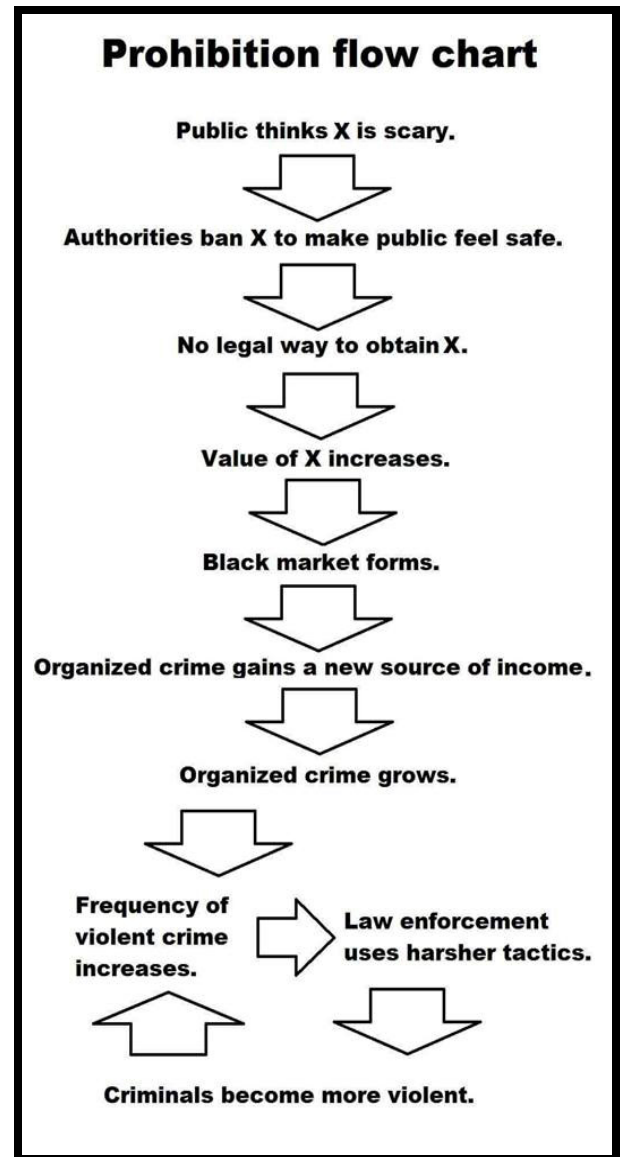 Prohibition flow chart
Public thinks X is scary.
Authorities ban X to make public feel safe.
No legal way to obtain X.
Value of X increases.
Black market forms.
Organized crime gains a new source of income.
Organized crime grows.
Frequency of
violent crime
increases.
Law enforcement
uses harsher tactics.
Criminals become more violent.